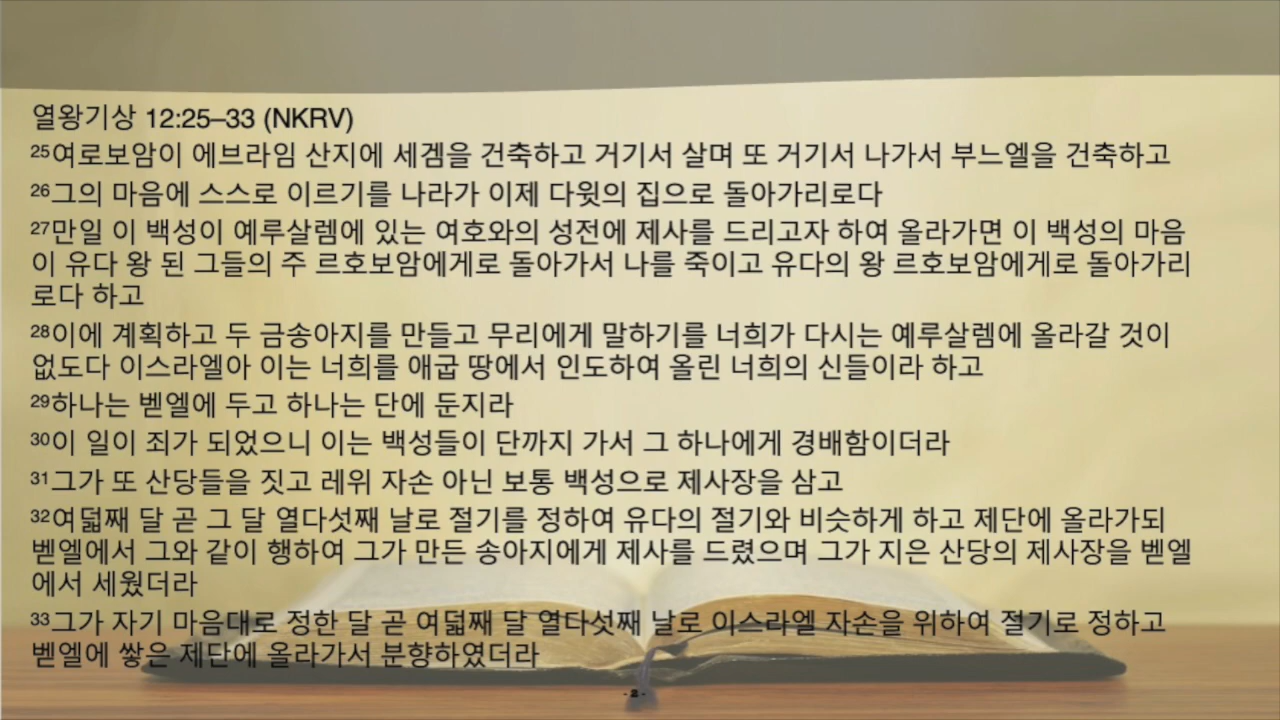 열왕기상 12:25–33 (NKRV)
25여로보암이 에브라임 산지에 세겜을 건축하고 거기서 살며 또 거기서 나가서 부느엘을 건축하고
26그의 마음에 스스로 이르기를 나라가 이제 다윗의 집으로 돌아가리로다
27만일 이 백성이 예루살렘에 있는 여호와의 성전에 제사를 드리고자 하여 올라가면 이 백성의 마음
이 유다 왕 된 그들의 주 르호보암에게로 돌아가서 나를 죽이고 유다의 왕 르호보암에게로 돌아가리
로다 하고
28이에 계획하고 두 금송아지를 만들고 무리에게 말하기를 너희가 다시는 예루살렘에 올라갈 것이
없도다 이스라엘아 이는 너희를 애굽 땅에서 인도하여 올린 너희의 신들이라 하고
29하나는 벧엘에 두고 하나는 단에 둔지라
30이 일이 죄가 되었으니 이는 백성들이 단까지 가서 그 하나에게 경배함이더라
31그가 또 산당들을 짓고 레위 자손 아닌 보통 백성으로 제사장을 삼고
32여덟째 달 곧 그 달 열다섯째 날로 절기를 정하여 유다의 절기와 비슷하게 하고 제단에 올라가되
벧엘에서 그와 같이 행하여 그가 만든 송아지에게 제사를 드렸으며 그가 지은 산당의 제사장을 벧엘
에서 세웠더라
33그가 자기 마음대로 정한 달 곧 여덟째 달 열다섯째 날로 이스라엘 자손을 위하여 절기로 정하고
벧엘에 쌓은 제단에 올라가서 분향하였더라
- 2 -